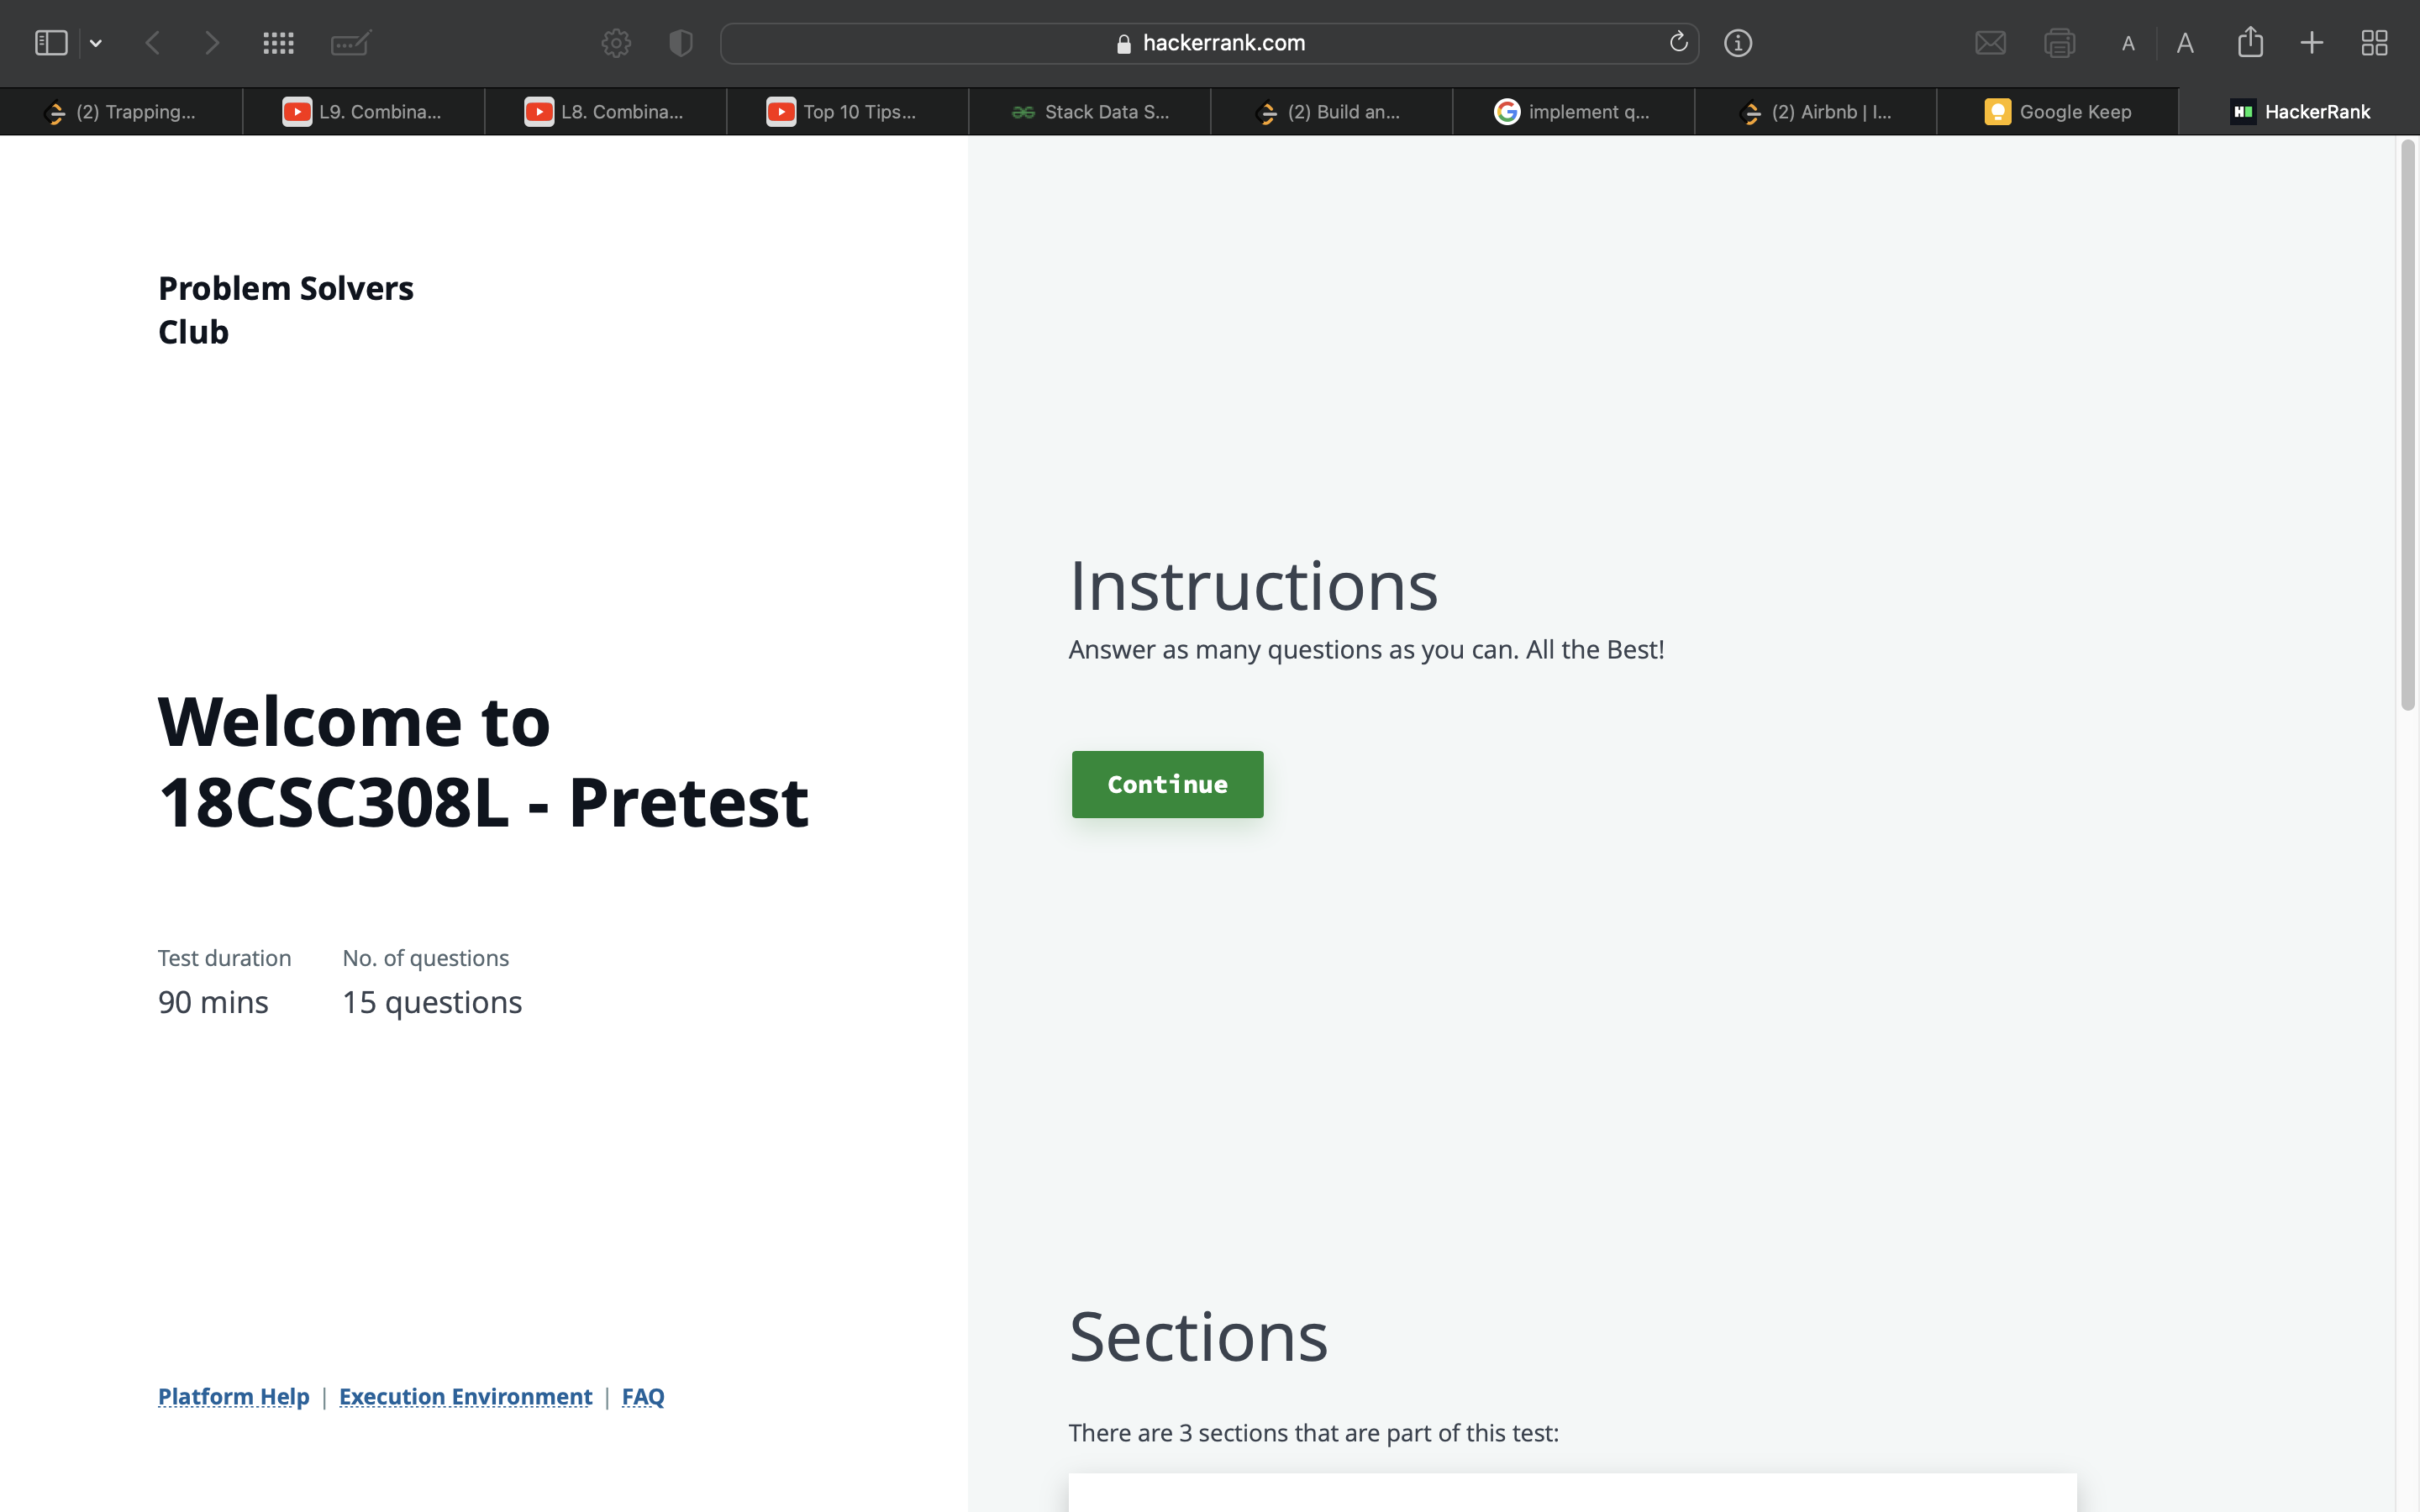 hackerrank.com
A
A
(2) Trapping...
L9. Combina...
L8. Combina...
Top 10 Tips...
Stack Data S...
(2) Build an...
implement q...
(2) Airbnb | I...
Google Keep
HackerRank
Problem Solvers
Club
Welcome to
18CSC308L - Pretest
Test duration
No. of questions
90 mins
15 questions
Platform Help | Execution Environment | FAQ
Instructions
Answer as many questions as you can. All the Best!
Continue
Sections
There are 3 sections that are part of this test: